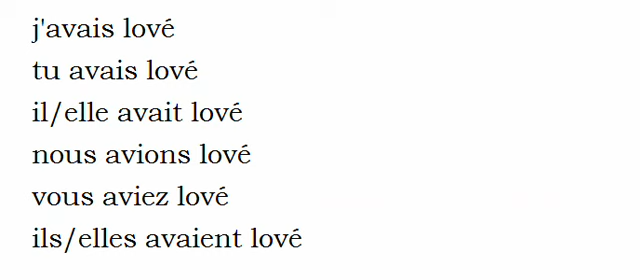 j'avais lové
tu avais lové
il/elle avait lové
nous avions lové
vous aviez lové
ils/elles avaient lové